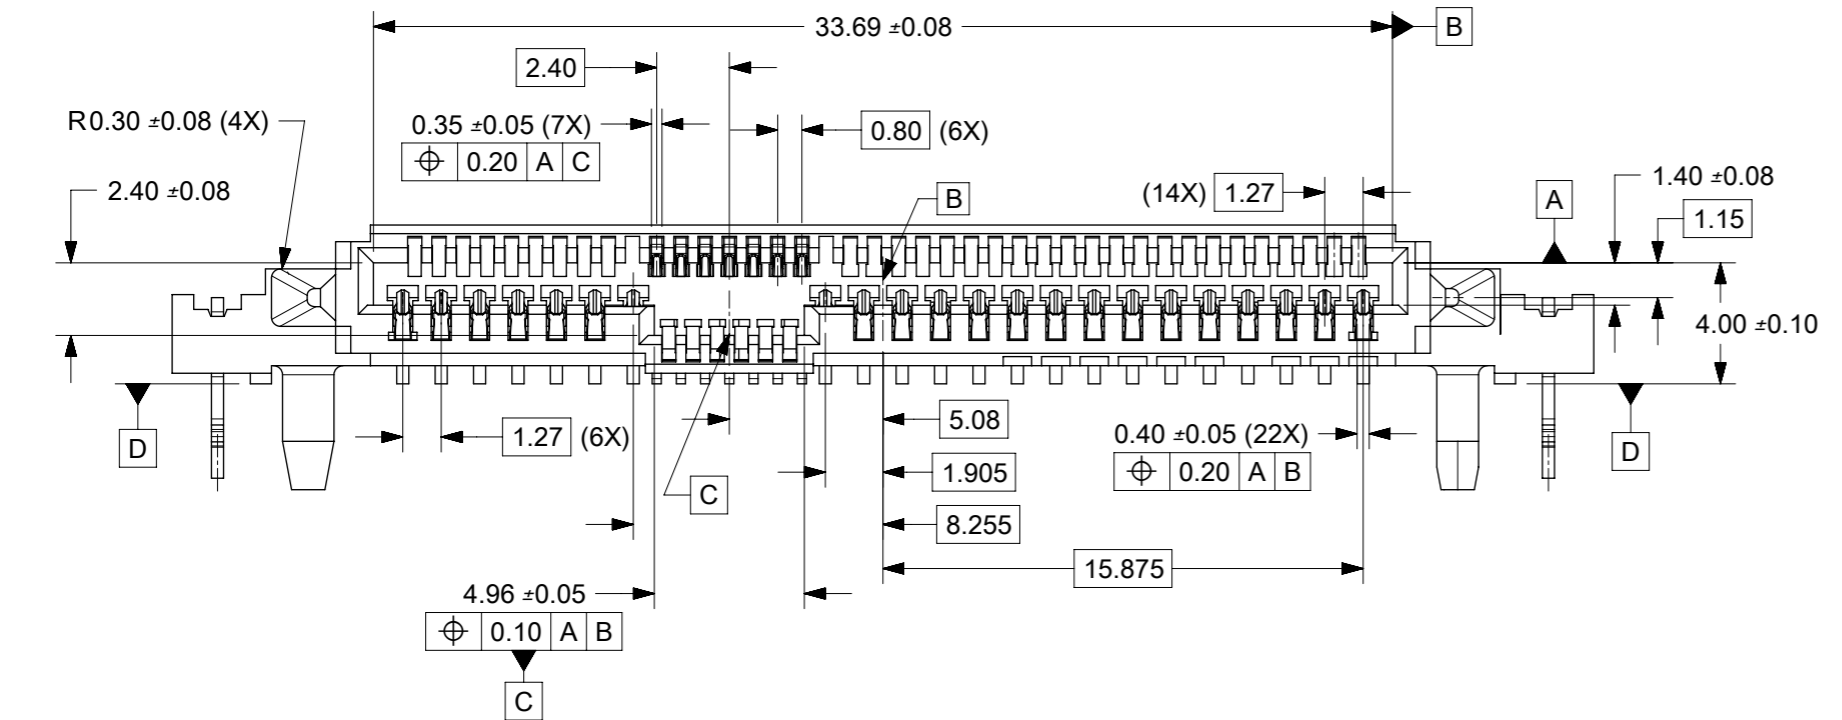 33.69 ±0.08
B
2.40
R0.30 ±0.08 (4X)
0.35 ±0.05 (7X)
0.80 (6X)
⌖ 0.20 A C
2.40 ±0.08
B
(14X) 1.27
A
1.40 ±0.08
1.15
4.00 ±0.10
D
1.27 (6X)
5.08
0.40 ±0.05 (22X)
D
1.905
⌖ 0.20 A B
C
8.255
15.875
4.96 ±0.05
⌖ 0.10 A B
C